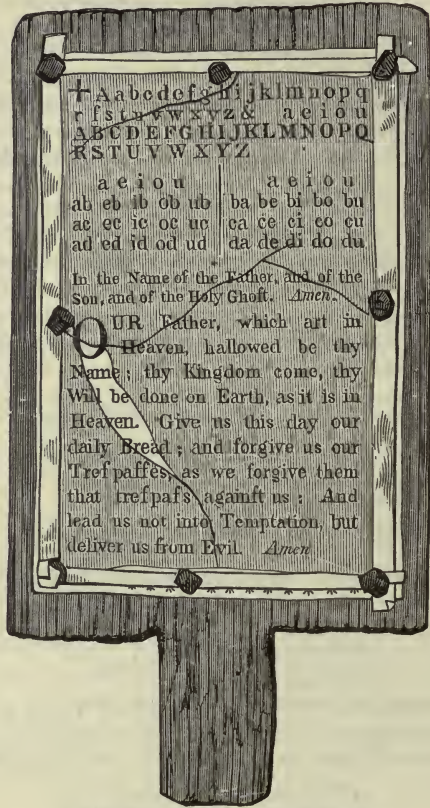 ✝ Aabcdefghijklmnopq
rſstuvwxyz& aeiou
ABCDEFGHIJKLMNOPQ
RSTUVWXYZ
a e i o u a e i o u
ab eb ib ob ub ba be bi bo bu
ac ec ic oc uc ca ce ci co cu
ad ed id od ud da de di do du
In the Name of the Father, and of the
Son, and of the Holy Ghoſt. Amen.
OUR Father, which art in
Heaven, hallowed be thy
Name; thy Kingdom come, thy
Will be done on Earth, as it is in
Heaven. Give us this day our
daily Bread; and forgive us our
Treſpaſſes, as we forgive them
that treſpaſs againſt us: And
lead us not into Temptation, but
deliver us from Evil. Amen